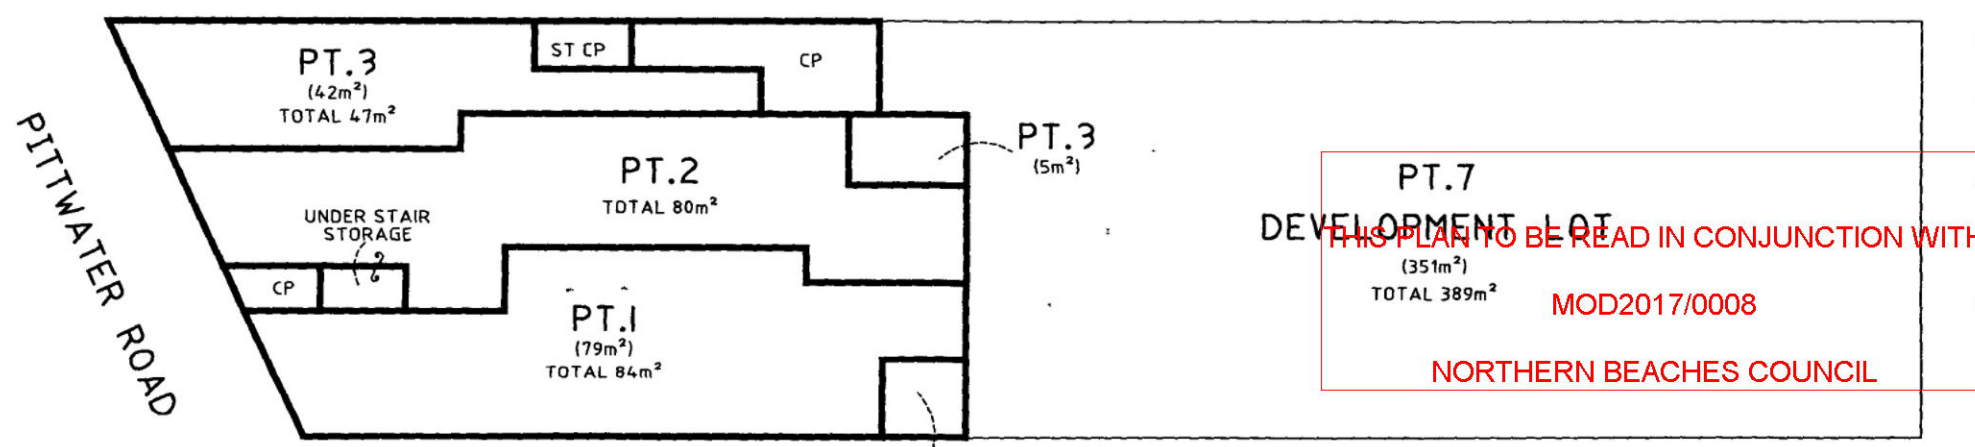 PT.3
(42m²)
TOTAL 47m²
ST CP
CP
PITTWATER ROAD
PT.2
TOTAL 80m²
PT.3
(5m²)
UNDER STAIR
STORAGE
CP
PT.1
(79m²)
TOTAL 84m²
PT.7
DEVELOPMENT LOT
(351m²)
TOTAL 389m²
THIS PLAN TO BE READ IN CONJUNCTION WITH
MOD2017/0008
NORTHERN BEACHES COUNCIL